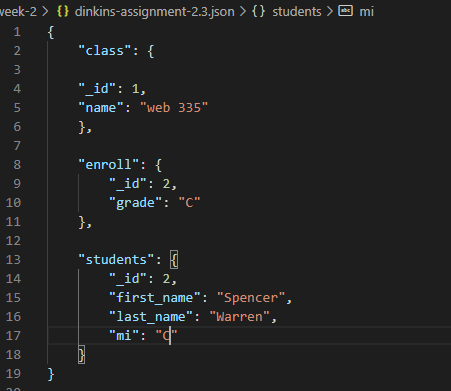 week-2 > {} dinkins-assignment-2.3.json > {} students > abc mi
1 {
2 "class": {
3
4 "_id": 1,
5 "name": "web 335"
6 },
7
8 "enroll": {
9 "_id": 2,
10 "grade": "C"
11 },
12
13 "students": {
14 "_id": 2,
15 "first_name": "Spencer",
16 "last_name": "Warren",
17 "mi": "C"
18 }
19 }